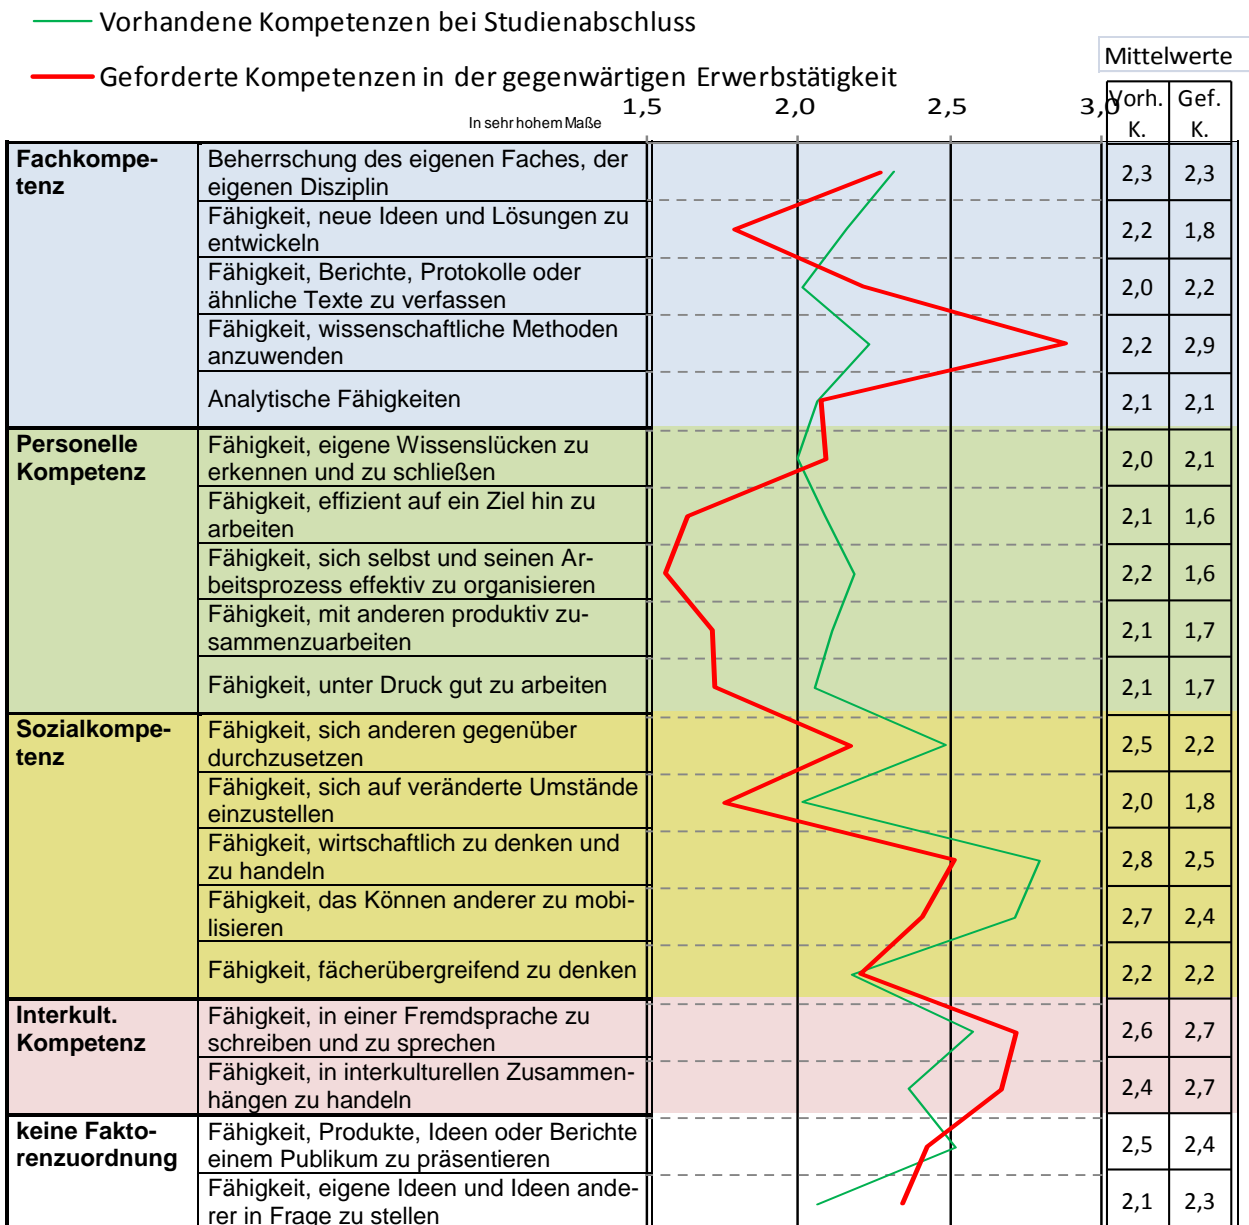 Vorhandene Kompetenzen bei Studienabschluss
Geforderte Kompetenzen in der gegenwärtigen Erwerbstätigkeit
Mittelwerte
In sehr hohem Maße
1,5
2,0
2,5
3,0
Vorh.
K.
Gef.
K.
Fachkompe-
tenz
Beherrschung des eigenen Faches, der
eigenen Disziplin
2,3
2,3
Fähigkeit, neue Ideen und Lösungen zu
entwickeln
2,2
1,8
Fähigkeit, Berichte, Protokolle oder
ähnliche Texte zu verfassen
2,0
2,2
Fähigkeit, wissenschaftliche Methoden
anzuwenden
2,2
2,9
Analytische Fähigkeiten
2,1
2,1
Personelle
Kompetenz
Fähigkeit, eigene Wissenslücken zu
erkennen und zu schließen
2,0
2,1
Fähigkeit, effizient auf ein Ziel hin zu
arbeiten
2,1
1,6
Fähigkeit, sich selbst und seinen Ar-
beitsprozess effektiv zu organisieren
2,2
1,6
Fähigkeit, mit anderen produktiv zu-
sammenzuarbeiten
2,1
1,7
Fähigkeit, unter Druck gut zu arbeiten
2,1
1,7
Sozialkompe-
tenz
Fähigkeit, sich anderen gegenüber
durchzusetzen
2,5
2,2
Fähigkeit, sich auf veränderte Umstände
einzustellen
2,0
1,8
Fähigkeit, wirtschaftlich zu denken und
zu handeln
2,8
2,5
Fähigkeit, das Können anderer zu mobi-
lisieren
2,7
2,4
Fähigkeit, fächerübergreifend zu denken
2,2
2,2
Interkult.
Kompetenz
Fähigkeit, in einer Fremdsprache zu
schreiben und zu sprechen
2,6
2,7
Fähigkeit, in interkulturellen Zusammen-
hängen zu handeln
2,4
2,7
keine Fakto-
renzuordnung
Fähigkeit, Produkte, Ideen oder Berichte
einem Publikum zu präsentieren
2,5
2,4
Fähigkeit, eigene Ideen und Ideen ande-
rer in Frage zu stellen
2,1
2,3